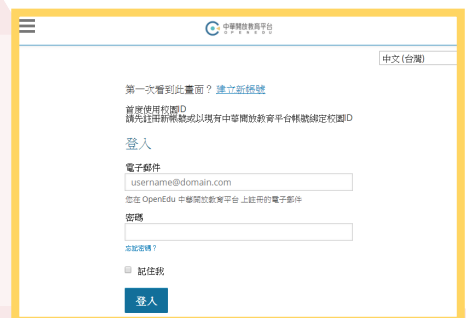 中華開放教育平台
OPENEDU
中文(台灣)
第一次看到此畫面？ 建立新帳號
首度使用校園ID
請先註冊新帳號或以現有中華開放教育平台帳號綁定校園ID
登入
電子郵件
username@domain.com
您在 OpenEdu 中華開放教育平台 上註冊的電子郵件
密碼
忘記密碼？
記住我
登入